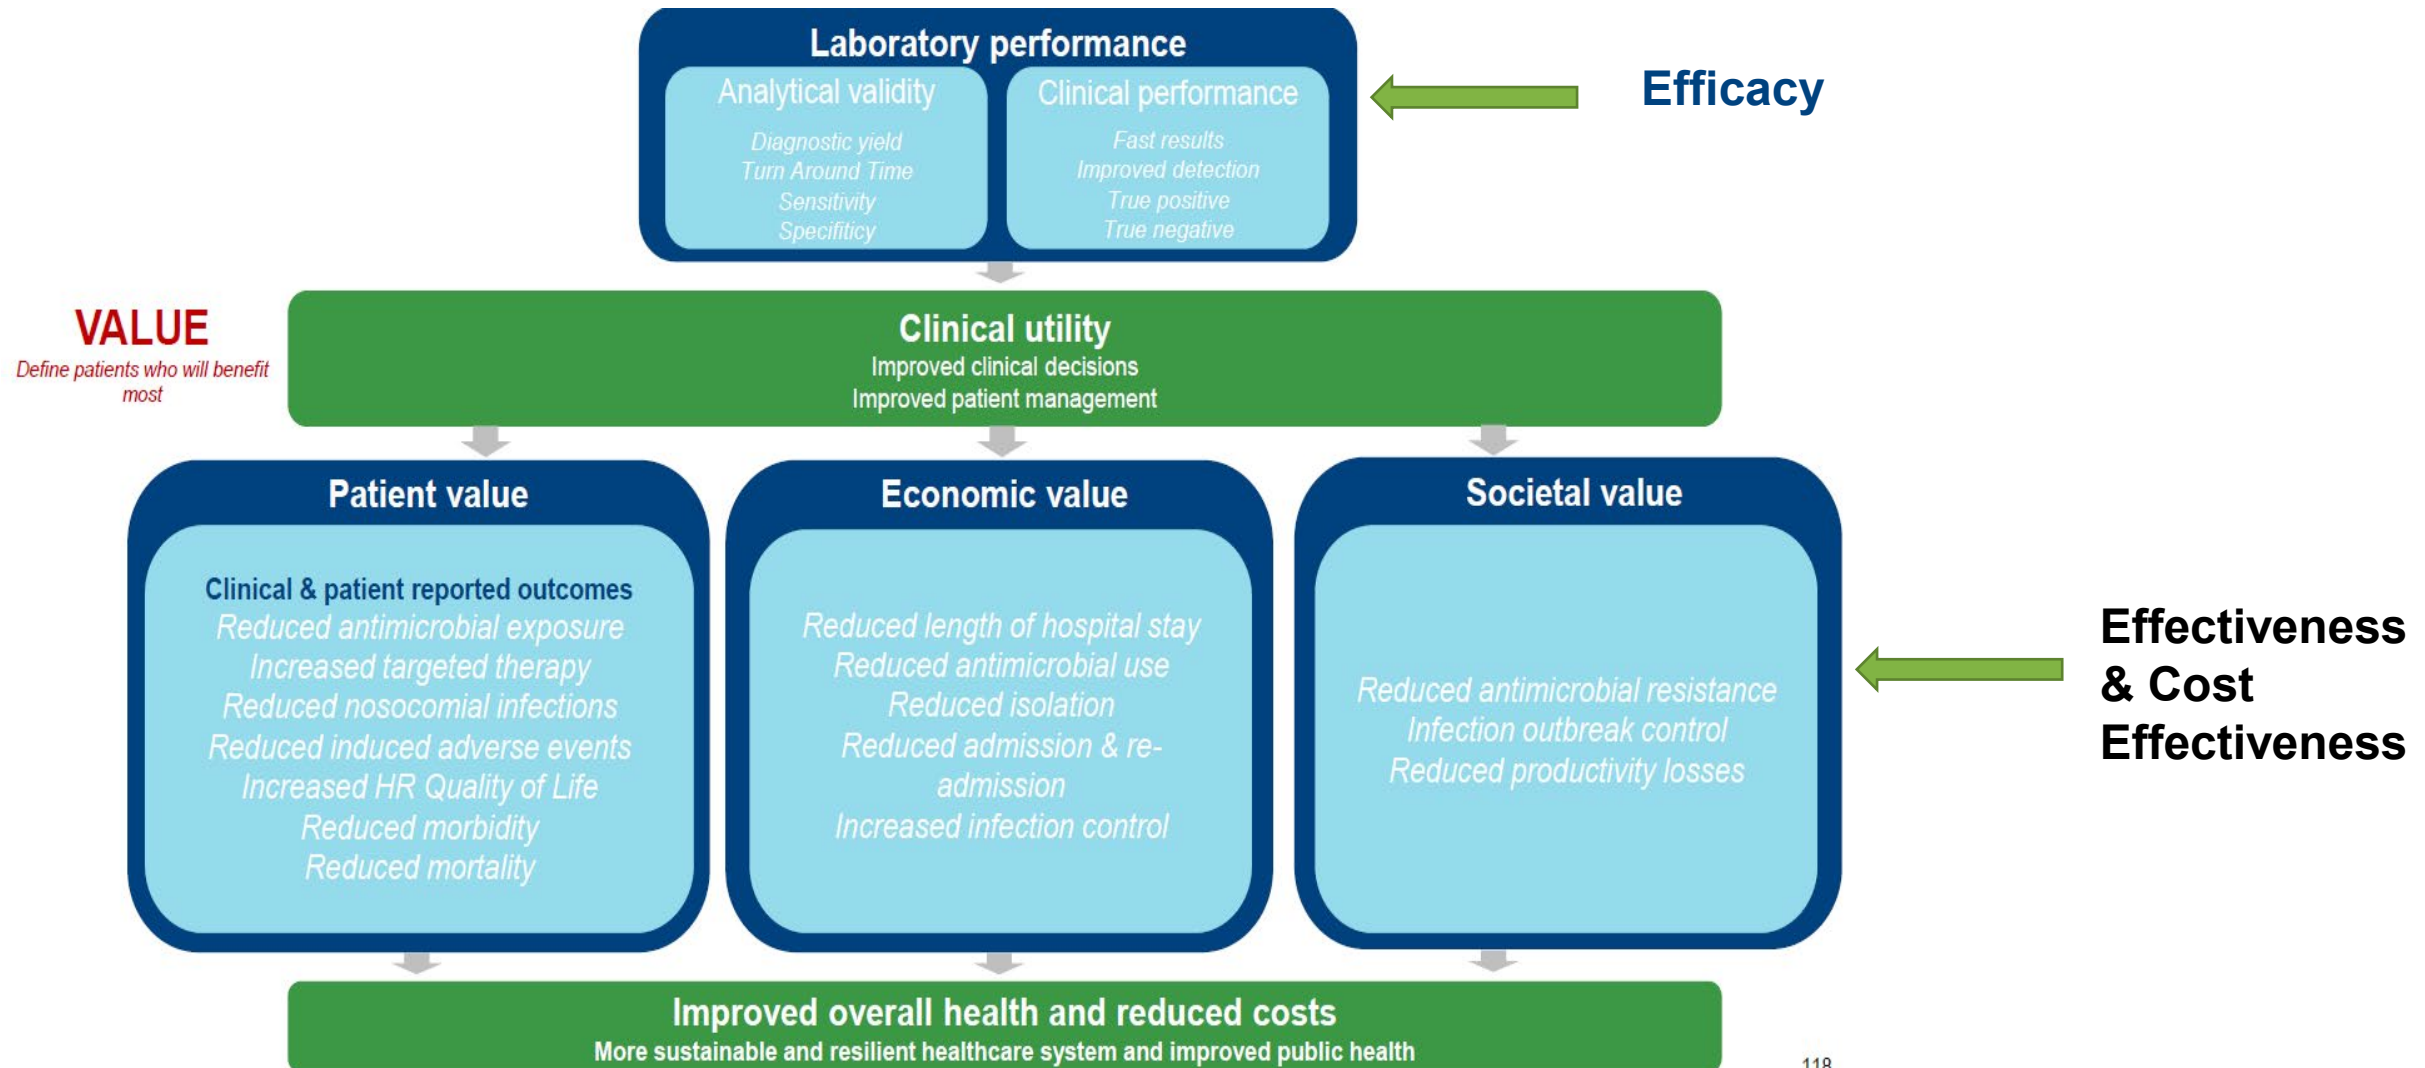 Laboratory performance
Analytical validity
Diagnostic yield
Turn Around Time
Sensitivity
Specifiticy
Clinical performance
Fast results
Improved detection
True positive
True negative
Efficacy
VALUE
Define patients who will benefit
most
Clinical utility
Improved clinical decisions
Improved patient management
Patient value
Clinical & patient reported outcomes
Reduced antimicrobial exposure
Increased targeted therapy
Reduced nosocomial infections
Reduced induced adverse events
Increased HR Quality of Life
Reduced morbidity
Reduced mortality
Economic value
Reduced length of hospital stay
Reduced antimicrobial use
Reduced isolation
Reduced admission & re-
admission
Increased infection control
Societal value
Reduced antimicrobial resistance
Infection outbreak control
Reduced productivity losses
Effectiveness
& Cost
Effectiveness
Improved overall health and reduced costs
More sustainable and resilient healthcare system and improved public health
118